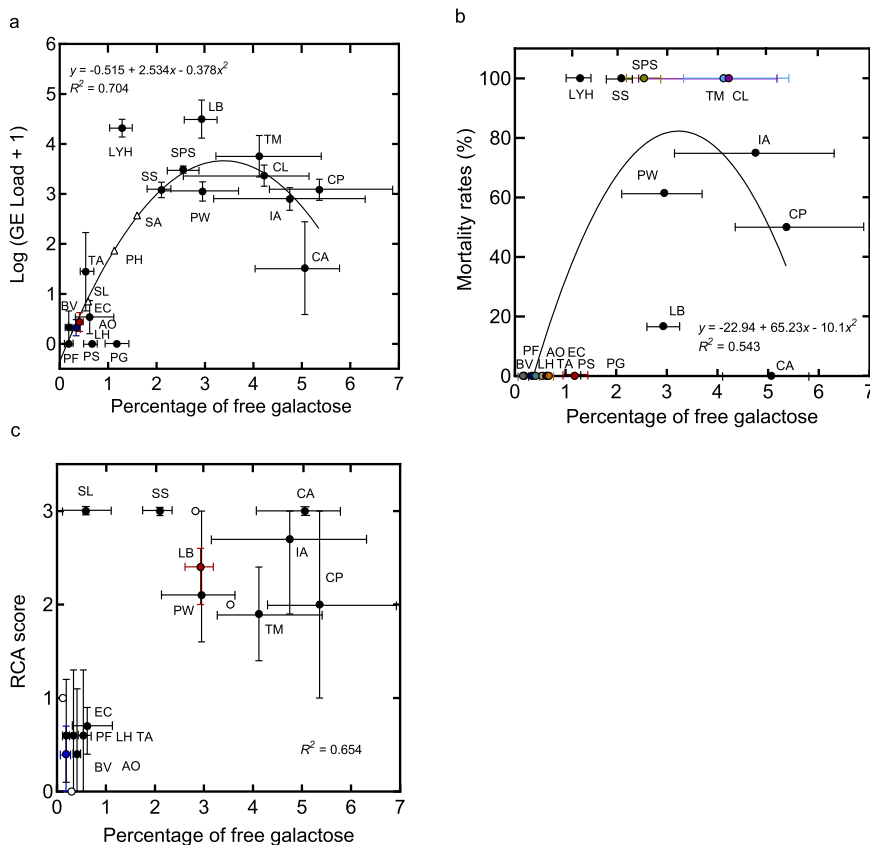 a
y = -0.515 + 2.534x - 0.378x²
R² = 0.704
Log (GE Load + 1)
6
5
4
3
2
1
0
LYH
LB
TM
SPS
SS
CL
CP
PW
IA
SA
PH
TA
CA
SL
BV
EC
AO
LH
PF
PS
PG
0 1 2 3 4 5 6 7
Percentage of free galactose
b
Mortality rates (%)
100
80
60
40
20
0
SPS
LYH
SS
TM
CL
IA
PW
CP
LB
y = -22.94 + 65.23x - 10.1x²
R² = 0.543
PF AO EC
BV LH TA PS PG
CA
0 1 2 3 4 5 6 7
Percentage of free galactose
c
RCA score
3
2
1
0
SL
SS
CA
LB
IA
PW
CP
TM
EC
PF LH TA
BV AO
R² = 0.654
0 1 2 3 4 5 6 7
Percentage of free galactose